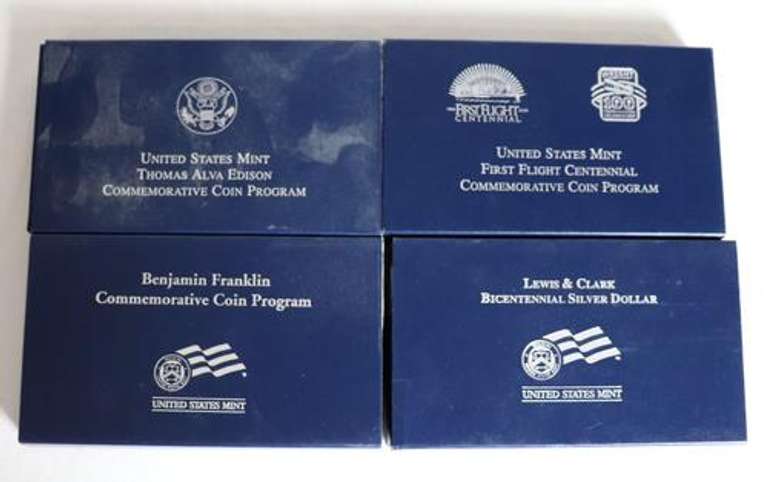 UNITED STATES MINT
THOMAS ALVA EDISON
COMMEMORATIVE COIN PROGRAM
FIRST FLIGHT
CENTENNIAL
100
UNITED STATES MINT
FIRST FLIGHT CENTENNIAL
COMMEMORATIVE COIN PROGRAM
Benjamin Franklin
Commemorative Coin Program
UNITED STATES MINT
LEWIS & CLARK
BICENTENNIAL SILVER DOLLAR
UNITED STATES MINT